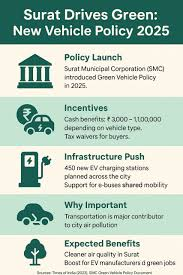 Surat Drives Green:
New Vehicle Policy 2025
Policy Launch
Surat Municipal Corporation (SMC)
introduced Green Vehicle Policy
in 2025.
Incentives
Cash benefits: ₹ 3,000 – 1,1,00,000
depending on vehicle type.
Tax waivers for buyers.
Infrastructure Push
450 new EV charging stations
planned across the city
Support for e-buses shared mobility
Why Important
Transportation is major contributor
to city air pollution
Expected Benefits
Cleaner air quality in Surat
Boost for EV manufacturers d green jobs
Sources: Times of India (2023), SMC Green Vehicle Policy Document